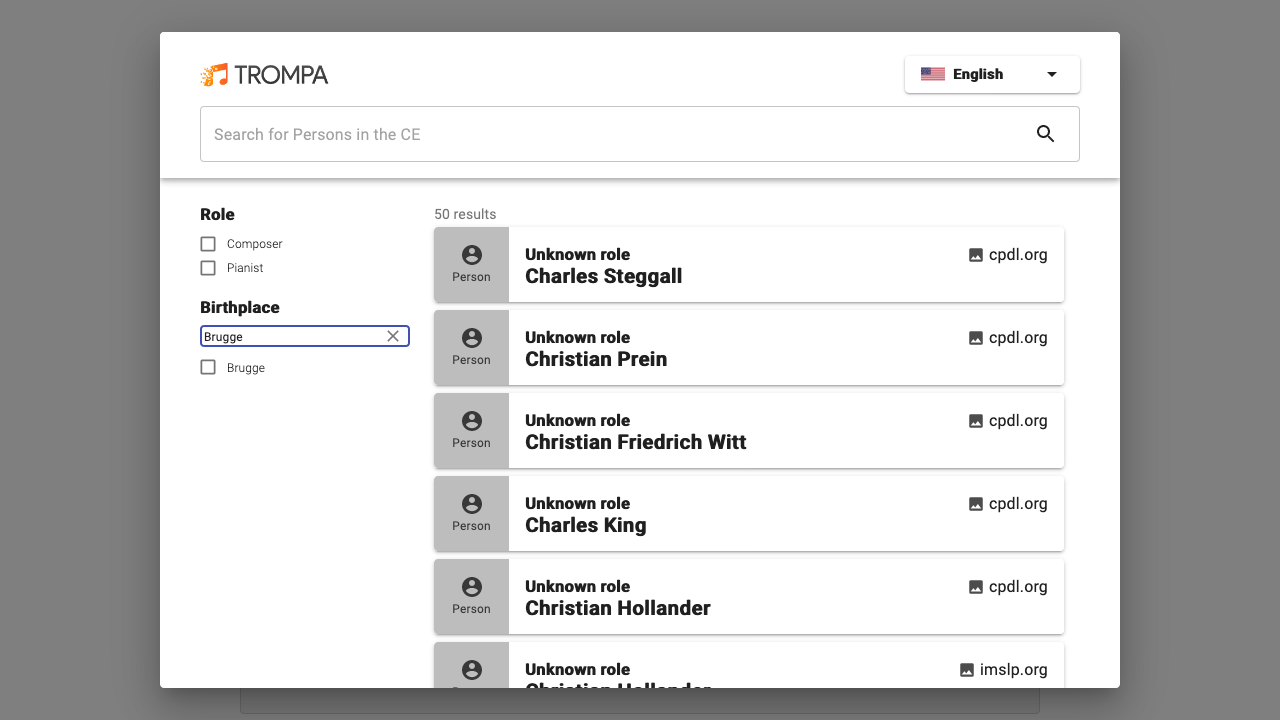 TROMPA
English
Search for Persons in the CE
Role
Composer
Pianist
Birthplace
Brugge
Brugge
50 results
Person
Unknown role
Charles Steggall
cpdl.org
Person
Unknown role
Christian Prein
cpdl.org
Person
Unknown role
Christian Friedrich Witt
cpdl.org
Person
Unknown role
Charles King
cpdl.org
Person
Unknown role
Christian Hollander
cpdl.org
Unknown role
Christian Hollander
imslp.org